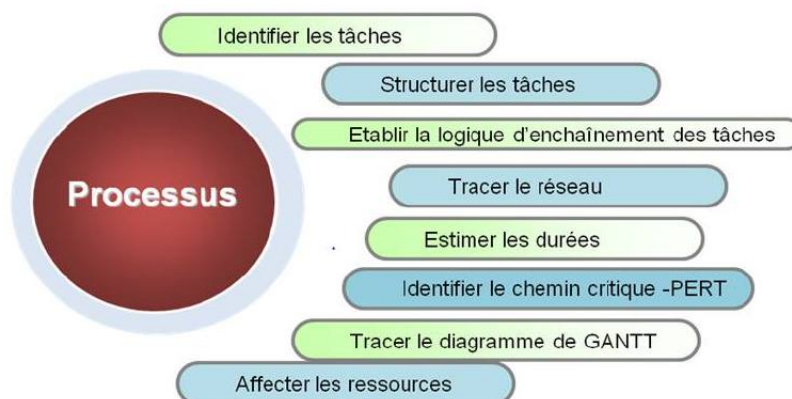 Identifier les tâches
Structurer les tâches
Etablir la logique d'enchaînement des tâches
Processus
Tracer le réseau
Estimer les durées
Identifier le chemin critique -PERT
Tracer le diagramme de GANTT
Affecter les ressources